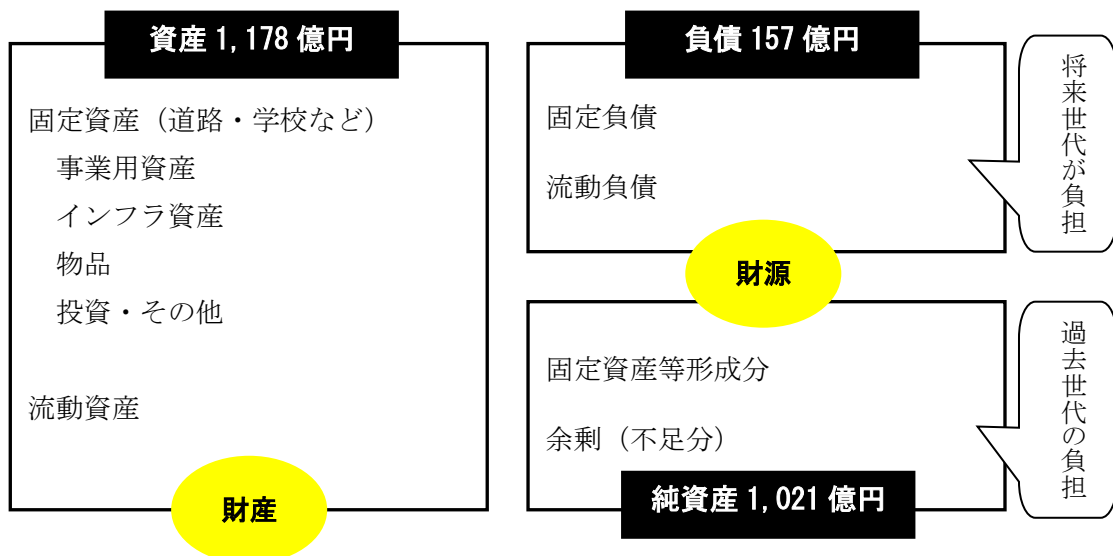 資産 1,178 億円
固定資産（道路・学校など）
事業用資産
インフラ資産
物品
投資・その他
流動資産
財産
負債 157 億円
固定負債
流動負債
将来世代が負担
財源
固定資産等形成分
余剰（不足分）
純資産 1,021 億円
過去世代の負担